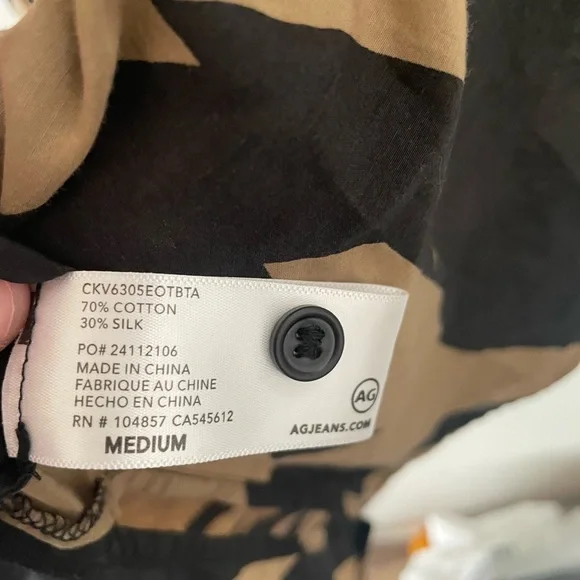 CKV6305EOTBTA
70% COTTON
30% SILK
PO# 24112106
MADE IN CHINA
FABRIQUE AU CHINE
HECHO EN CHINA
RN # 104857 CA545612
MEDIUM
AG
AGJEANS.COM